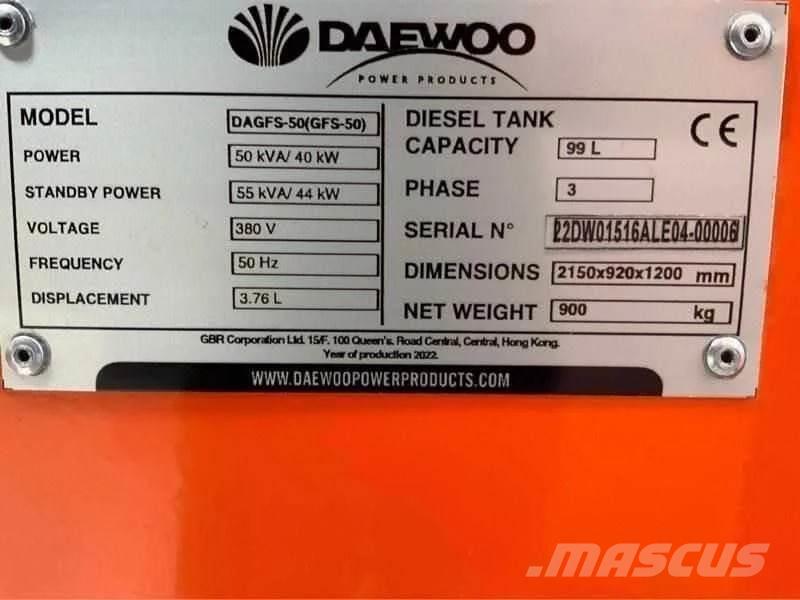 DAEWOO
POWER PRODUCTS
MODEL DAGFS-50(GFS-50)
POWER 50 kVA/ 40 kW
STANDBY POWER 55 kVA/ 44 kW
VOLTAGE 380 V
FREQUENCY 50 Hz
DISPLACEMENT 3.76 L
DIESEL TANK
CAPACITY 99 L
CE
PHASE 3
SERIAL N° 22DW01516ALE04-00006
DIMENSIONS 2150x920x1200 mm
NET WEIGHT 900 kg
GBR Corporation Ltd. 15/F, 100 Queen's. Road Central, Central, Hong Kong.
Year of production 2022.
WWW.DAEWOOPOWERPRODUCTS.COM
.mascus